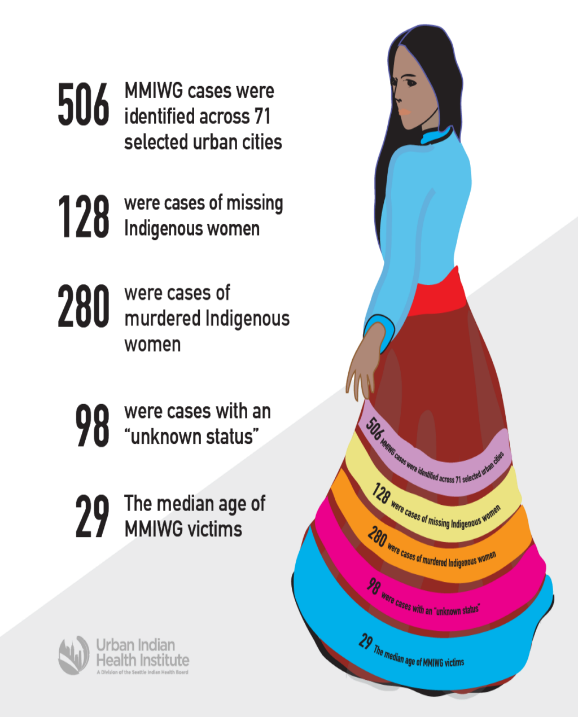 506
MMIWG cases were
identified across 71
selected urban cities
128
were cases of missing
Indigenous women
280
were cases of
murdered Indigenous
women
98
were cases with an
“unknown status”
29
The median age of
MMIWG victims
506 MMIWG cases were identified across 71 selected urban cities
128 were cases of missing Indigenous women
280 were cases of murdered Indigenous women
98 were cases with an “unknown status”
29 The median age of MMIWG victims
Urban Indian
Health Institute
A Division of the Seattle Indian Health Board